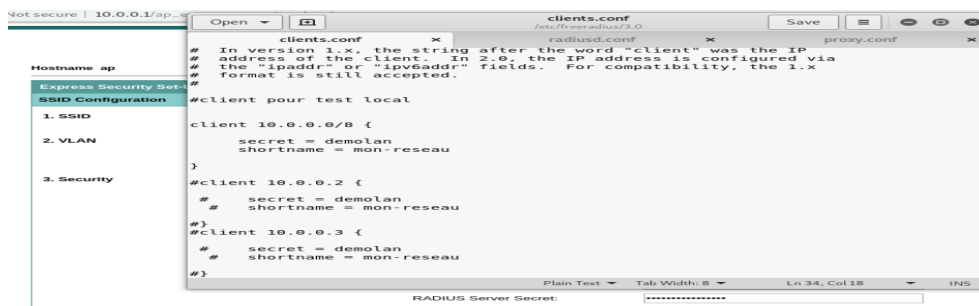 Not secure | 10.0.0.1/ap_
Open
clients.conf
/etc/freeradius/3.0
Save
clients.conf
radiusd.conf
proxy.conf
# In version 1.x, the string after the word "client" was the IP
# address of the client. In 2.0, the IP address is configured via
# the "ipaddr" or "ipv6addr" fields. For compatibility, the 1.x
# format is still accepted.
#
#client pour test local
client 10.0.0.0/8 {
secret = demolan
shortname = mon-reseau
}
#client 10.0.0.2 {
# secret = demolan
# shortname = mon-reseau
#}
#client 10.0.0.3 {
# secret = demolan
# shortname = mon-reseau
#}
Plain Text Tab Width: 8 Ln 34, Col 18 INS
Hostname ap
Express Security Set-
SSID Configuration
1. SSID
2. VLAN
3. Security
RADIUS Server Secret: ••••••••••••••••